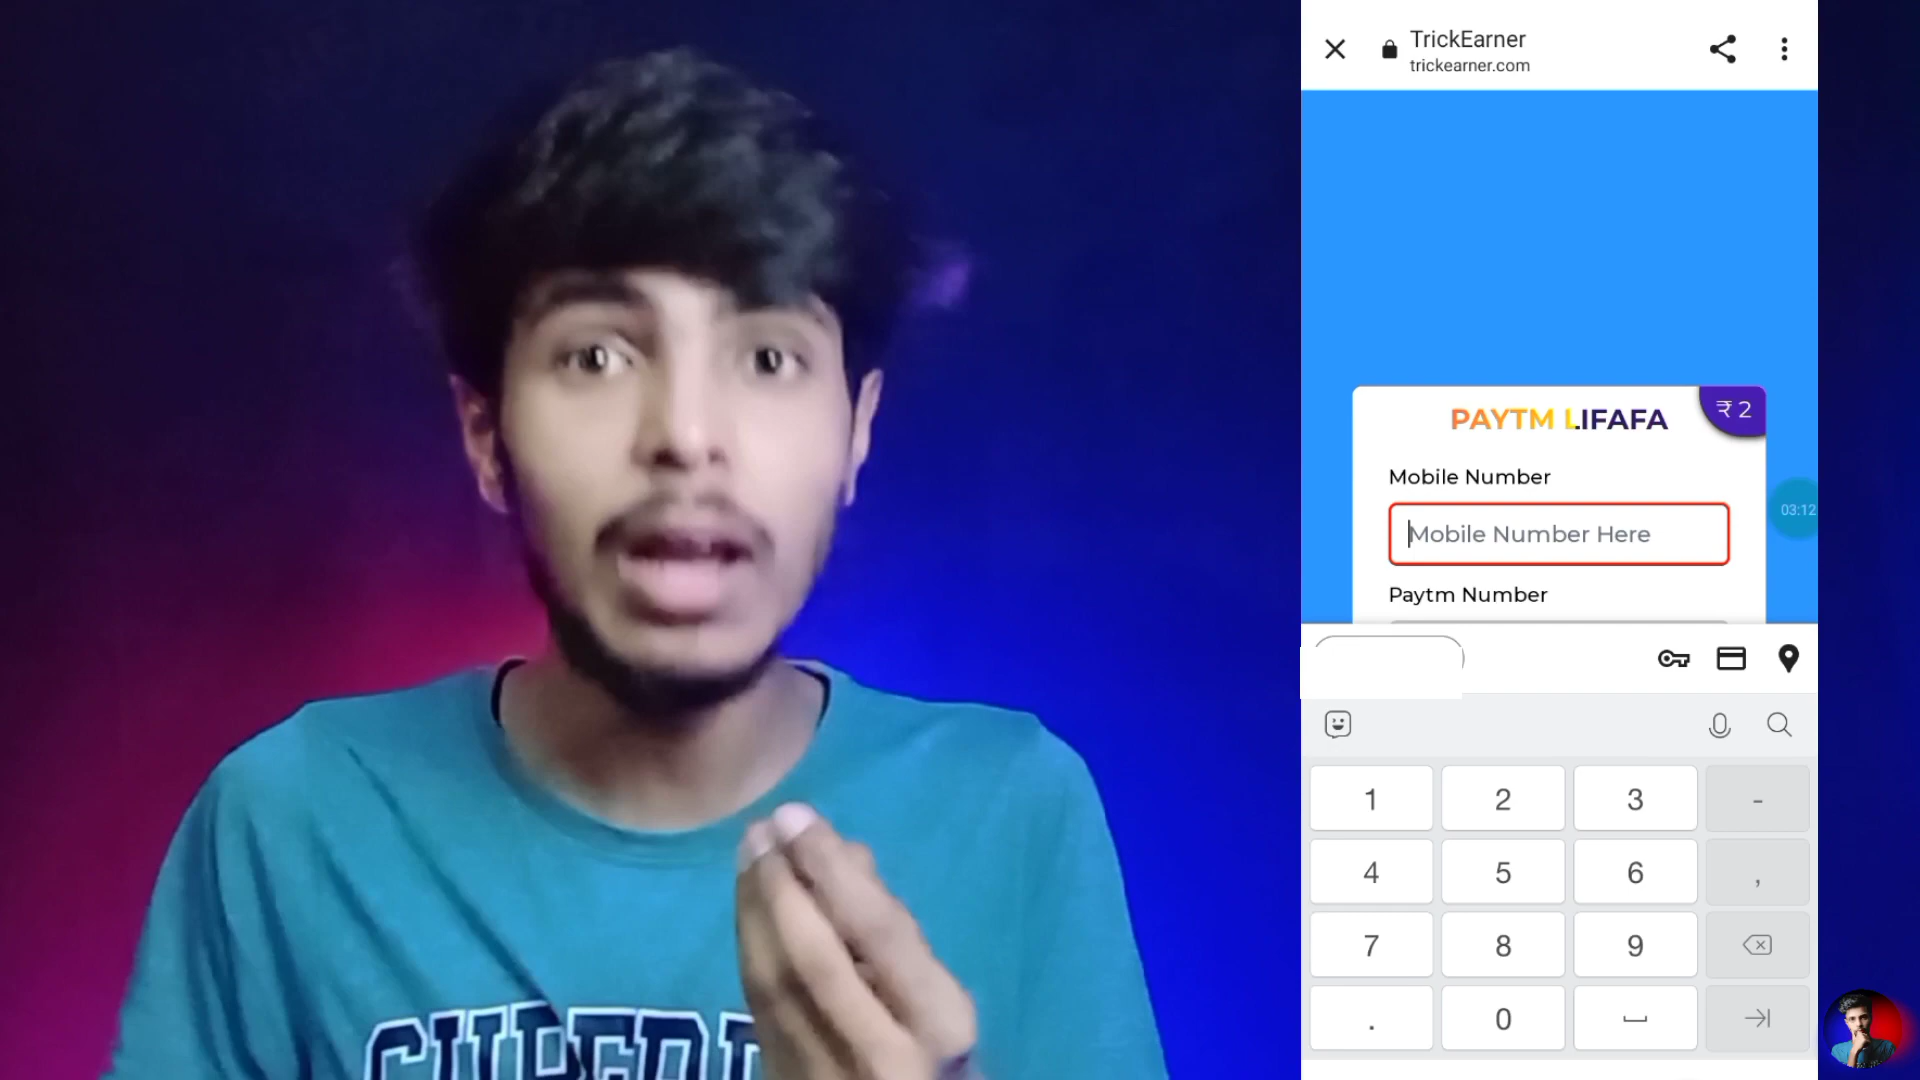 TrickEarner
trickearner.com
₹ 2
PAYTM LIFAFA
Mobile Number
Mobile Number Here
03:12
Paytm Number
1 2 3 -
4 5 6 ,
7 8 9
. 0